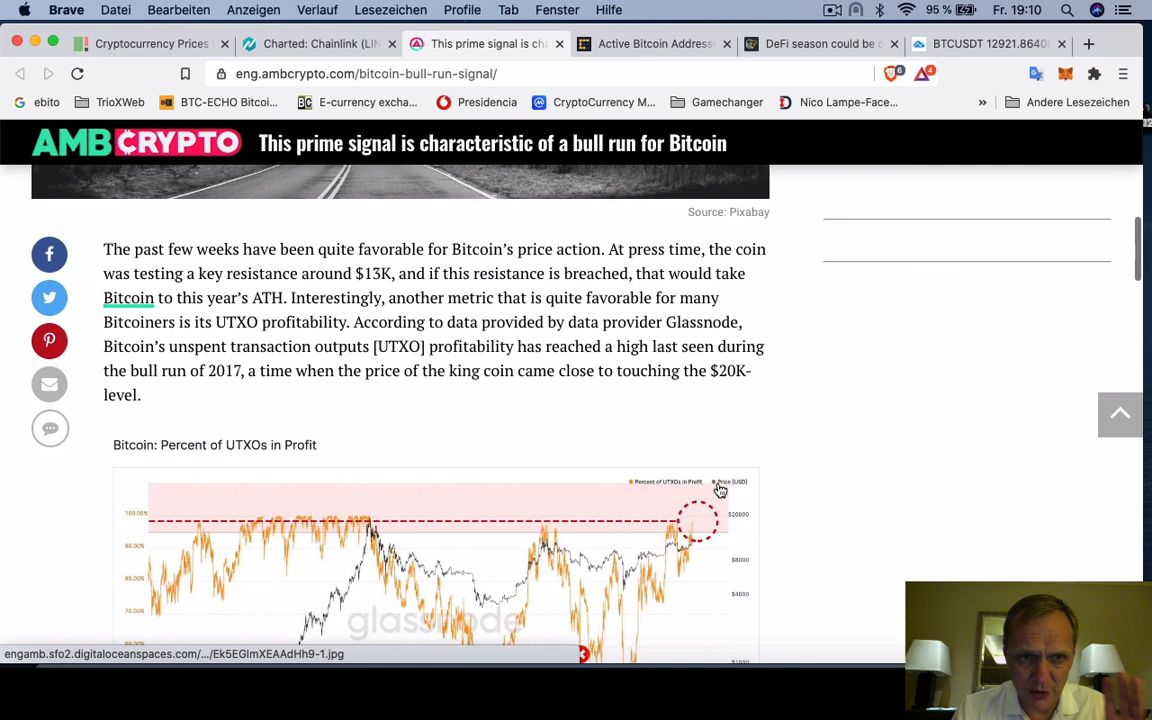 Brave Datei Bearbeiten Anzeigen Verlauf Lesezeichen Profile Tab Fenster Hilfe 95 % Fr. 19:10
Cryptocurrency Prices Charted: Chainlink (LIN This prime signal is cha Active Bitcoin Address DeFi season could be BTCUSDT 12921.8640
eng.ambcrypto.com/bitcoin-bull-run-signal/ 6 4
ebito TrioXWeb BTC-ECHO Bitcoi... E-currency excha... Presidencia CryptoCurrency M... Gamechanger Nico Lampe-Face... » Andere Lesezeichen
AMBCRYPTO This prime signal is characteristic of a bull run for Bitcoin
Source: Pixabay
The past few weeks have been quite favorable for Bitcoin’s price action. At press time, the coin
was testing a key resistance around $13K, and if this resistance is breached, that would take
Bitcoin to this year’s ATH. Interestingly, another metric that is quite favorable for many
Bitcoiners is its UTXO profitability. According to data provided by data provider Glassnode,
Bitcoin’s unspent transaction outputs [UTXO] profitability has reached a high last seen during
the bull run of 2017, a time when the price of the king coin came close to touching the $20K-
level.
Bitcoin: Percent of UTXOs in Profit
Percent of UTXOs in Profit Price [USD]
100.00% $20000
90.00% $8000
80.00% $4000
70.00%
glassnode
engamb.sfo2.digitaloceanspaces.com/.../Ek5EGlmXEAAdHh9-1.jpg